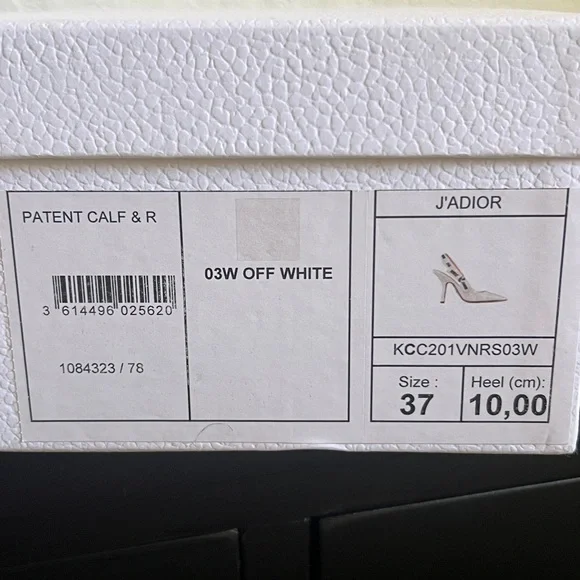 PATENT CALF & R
3 614496 025620
1084323 / 78
03W OFF WHITE
J'ADIOR
KCC201VNRS03W
Size :
37
Heel (cm):
10,00